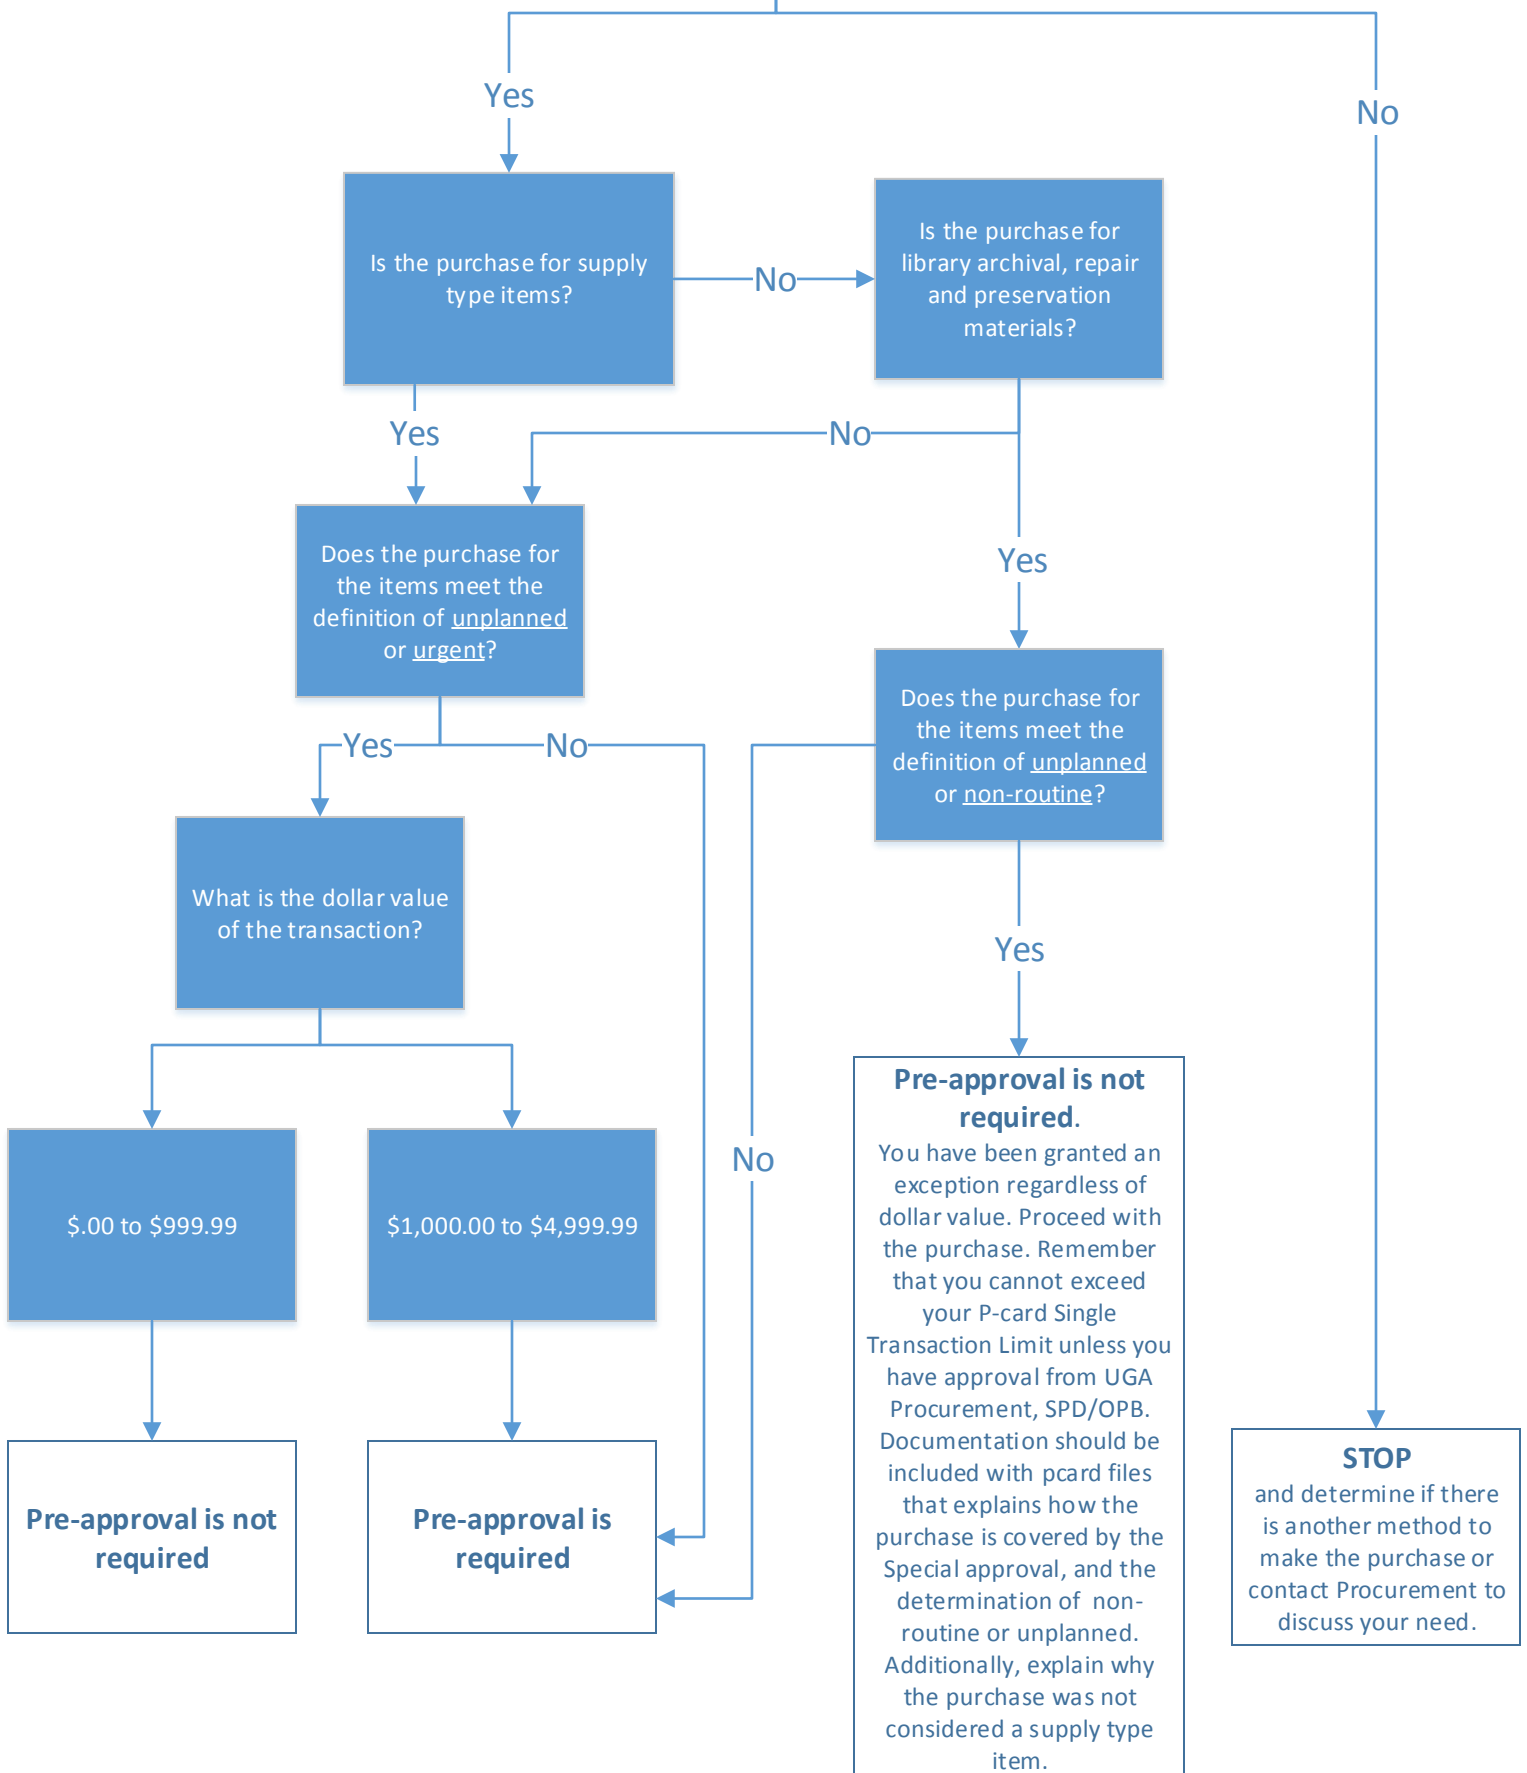 Yes
No
Is the purchase for supply
type items?
No
Is the purchase for
library archival, repair
and preservation
materials?
Yes
No
Does the purchase for
the items meet the
definition of unplanned
or urgent?
Yes
Does the purchase for
the items meet the
definition of unplanned
or non-routine?
Yes
No
What is the dollar value
of the transaction?
Yes
No
$.00 to $999.99
$1,000.00 to $4,999.99
Pre-approval is not
required
Pre-approval is
required
Pre-approval is not
required.
You have been granted an
exception regardless of
dollar value. Proceed with
the purchase. Remember
that you cannot exceed
your P-card Single
Transaction Limit unless you
have approval from UGA
Procurement, SPD/OPB.
Documentation should be
included with pcard files
that explains how the
purchase is covered by the
Special approval, and the
determination of non-
routine or unplanned.
Additionally, explain why
the purchase was not
considered a supply type
item.
STOP
and determine if there
is another method to
make the purchase or
contact Procurement to
discuss your need.